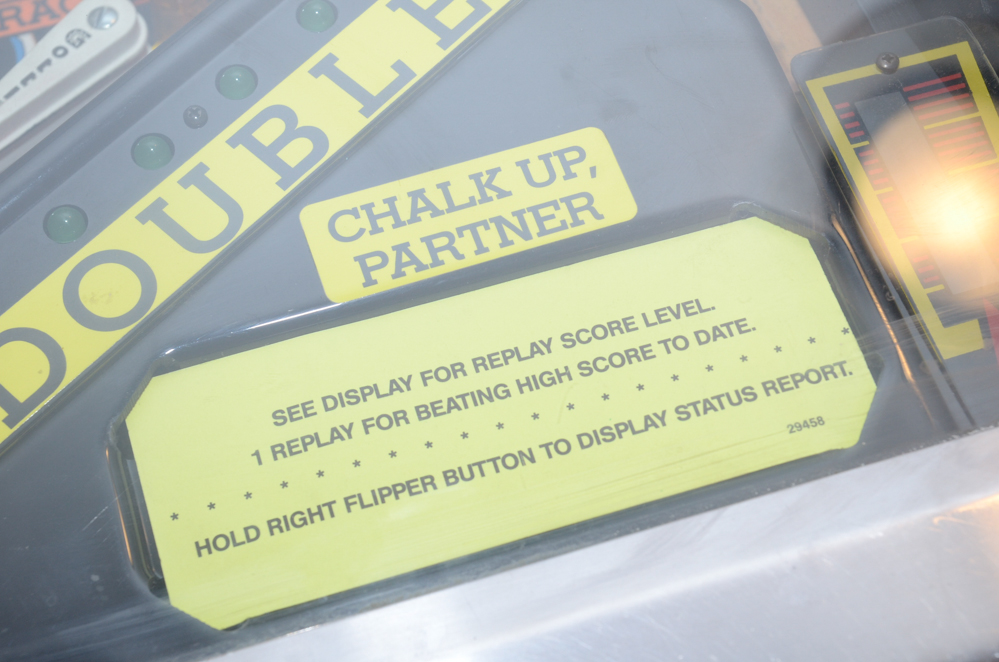 DOUBLE
CHALK UP,
PARTNER
SEE DISPLAY FOR REPLAY SCORE LEVEL.
1 REPLAY FOR BEATING HIGH SCORE TO DATE.
* * * * * * * * * * * * * * * * * * *
HOLD RIGHT FLIPPER BUTTON TO DISPLAY STATUS REPORT.
29458